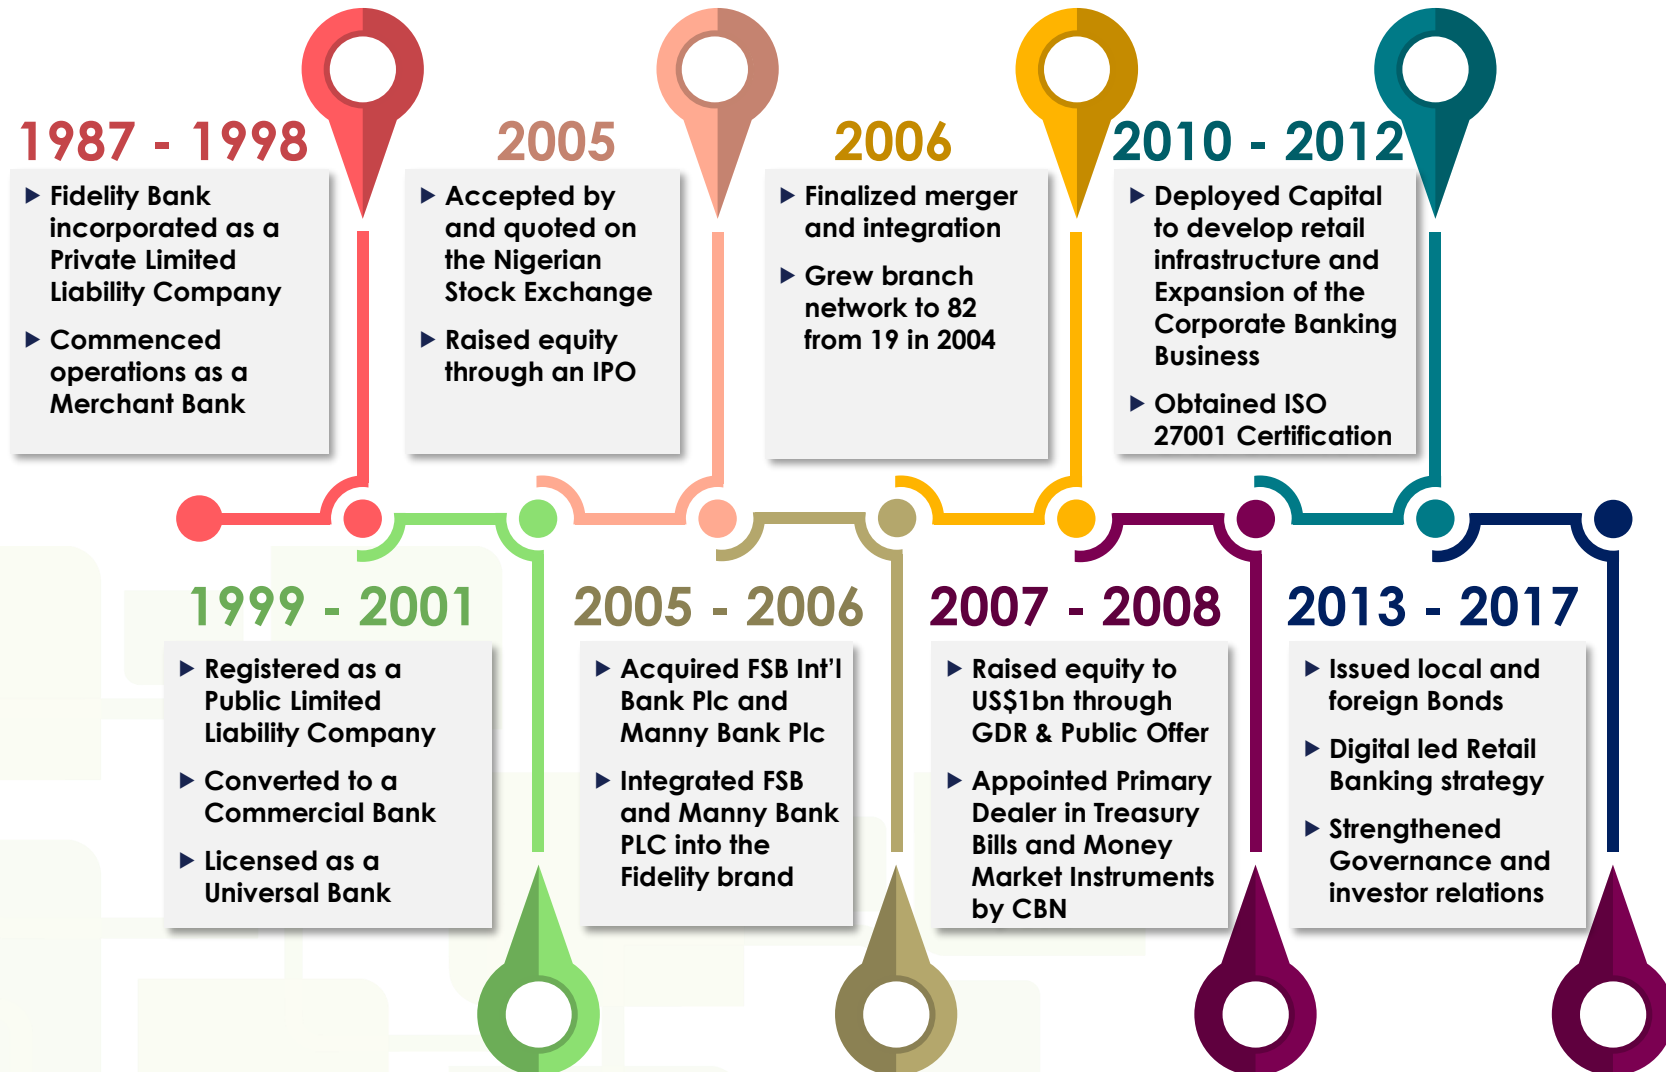 1987 - 1998
Fidelity Bank
incorporated as a
Private Limited
Liability Company
Commenced
operations as a
Merchant Bank
1999 - 2001
Registered as a
Public Limited
Liability Company
Converted to a
Commercial Bank
Licensed as a
Universal Bank
2005
Accepted by
and quoted on
the Nigerian
Stock Exchange
Raised equity
through an IPO
2005 - 2006
Acquired FSB Int'l
Bank Plc and
Manny Bank Plc
Integrated FSB
and Manny Bank
PLC into the
Fidelity brand
2006
Finalized merger
and integration
Grew branch
network to 82
from 19 in 2004
2007 - 2008
Raised equity to
US$1bn through
GDR & Public Offer
Appointed Primary
Dealer in Treasury
Bills and Money
Market Instruments
by CBN
2010 - 2012
Deployed Capital
to develop retail
infrastructure and
Expansion of the
Corporate Banking
Business
Obtained ISO
27001 Certification
2013 - 2017
Issued local and
foreign Bonds
Digital led Retail
Banking strategy
Strengthened
Governance and
investor relations